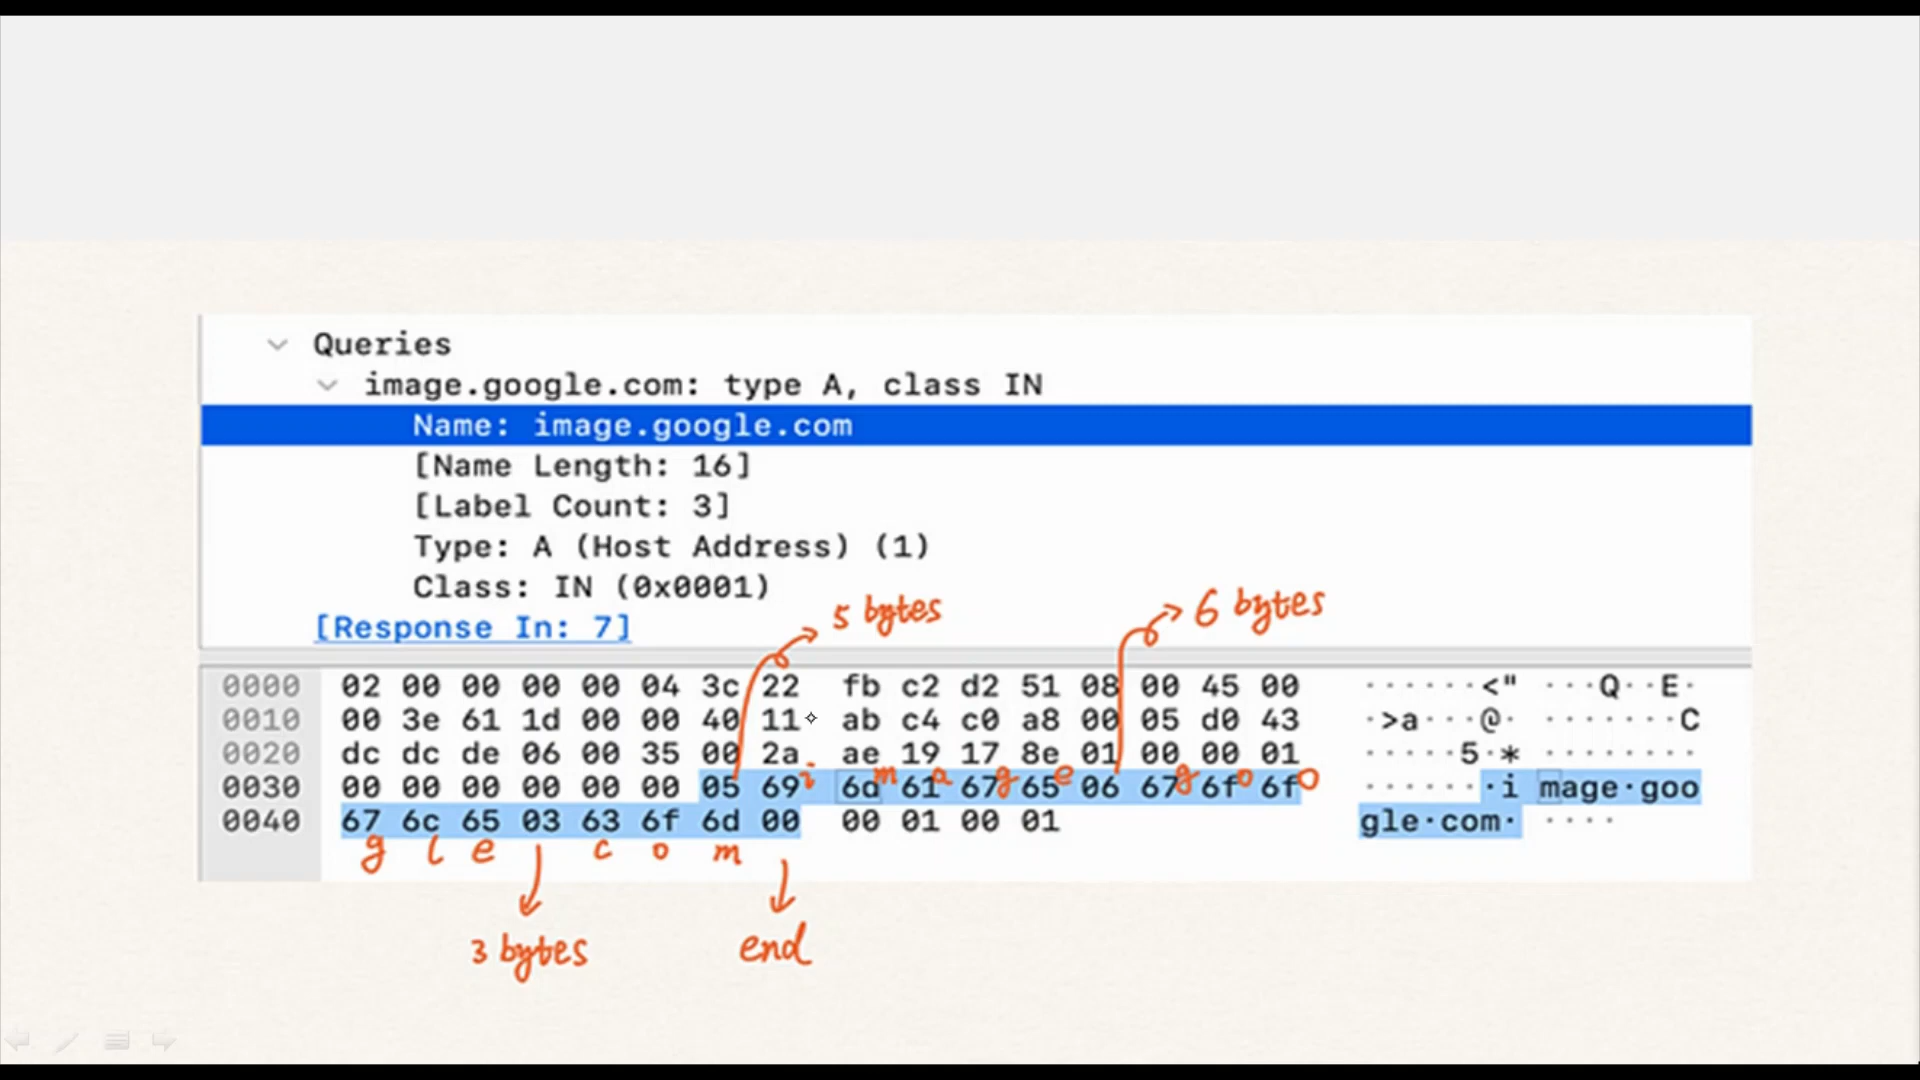 Queries
image.google.com: type A, class IN
Name: image.google.com
[Name Length: 16]
[Label Count: 3]
Type: A (Host Address) (1)
Class: IN (0x0001)
[Response In: 7]
5 bytes
6 bytes
0000 02 00 00 00 00 04 3c 22 fb c2 d2 51 08 00 45 00 ······<" ···Q··E·
0010 00 3e 61 1d 00 00 40 11 ab c4 c0 a8 00 05 d0 43 ·>a···@· ·······C
0020 dc dc de 06 00 35 00 2a ae 19 17 8e 01 00 00 01 ·····5·* ········
i m a g e g o o
0030 00 00 00 00 00 00 05 69 6d 61 67 65 06 67 6f 6f ·······i mage·goo
0040 67 6c 65 03 63 6f 6d 00 00 01 00 01 gle·com· ····
g l e c o m
3 bytes
end